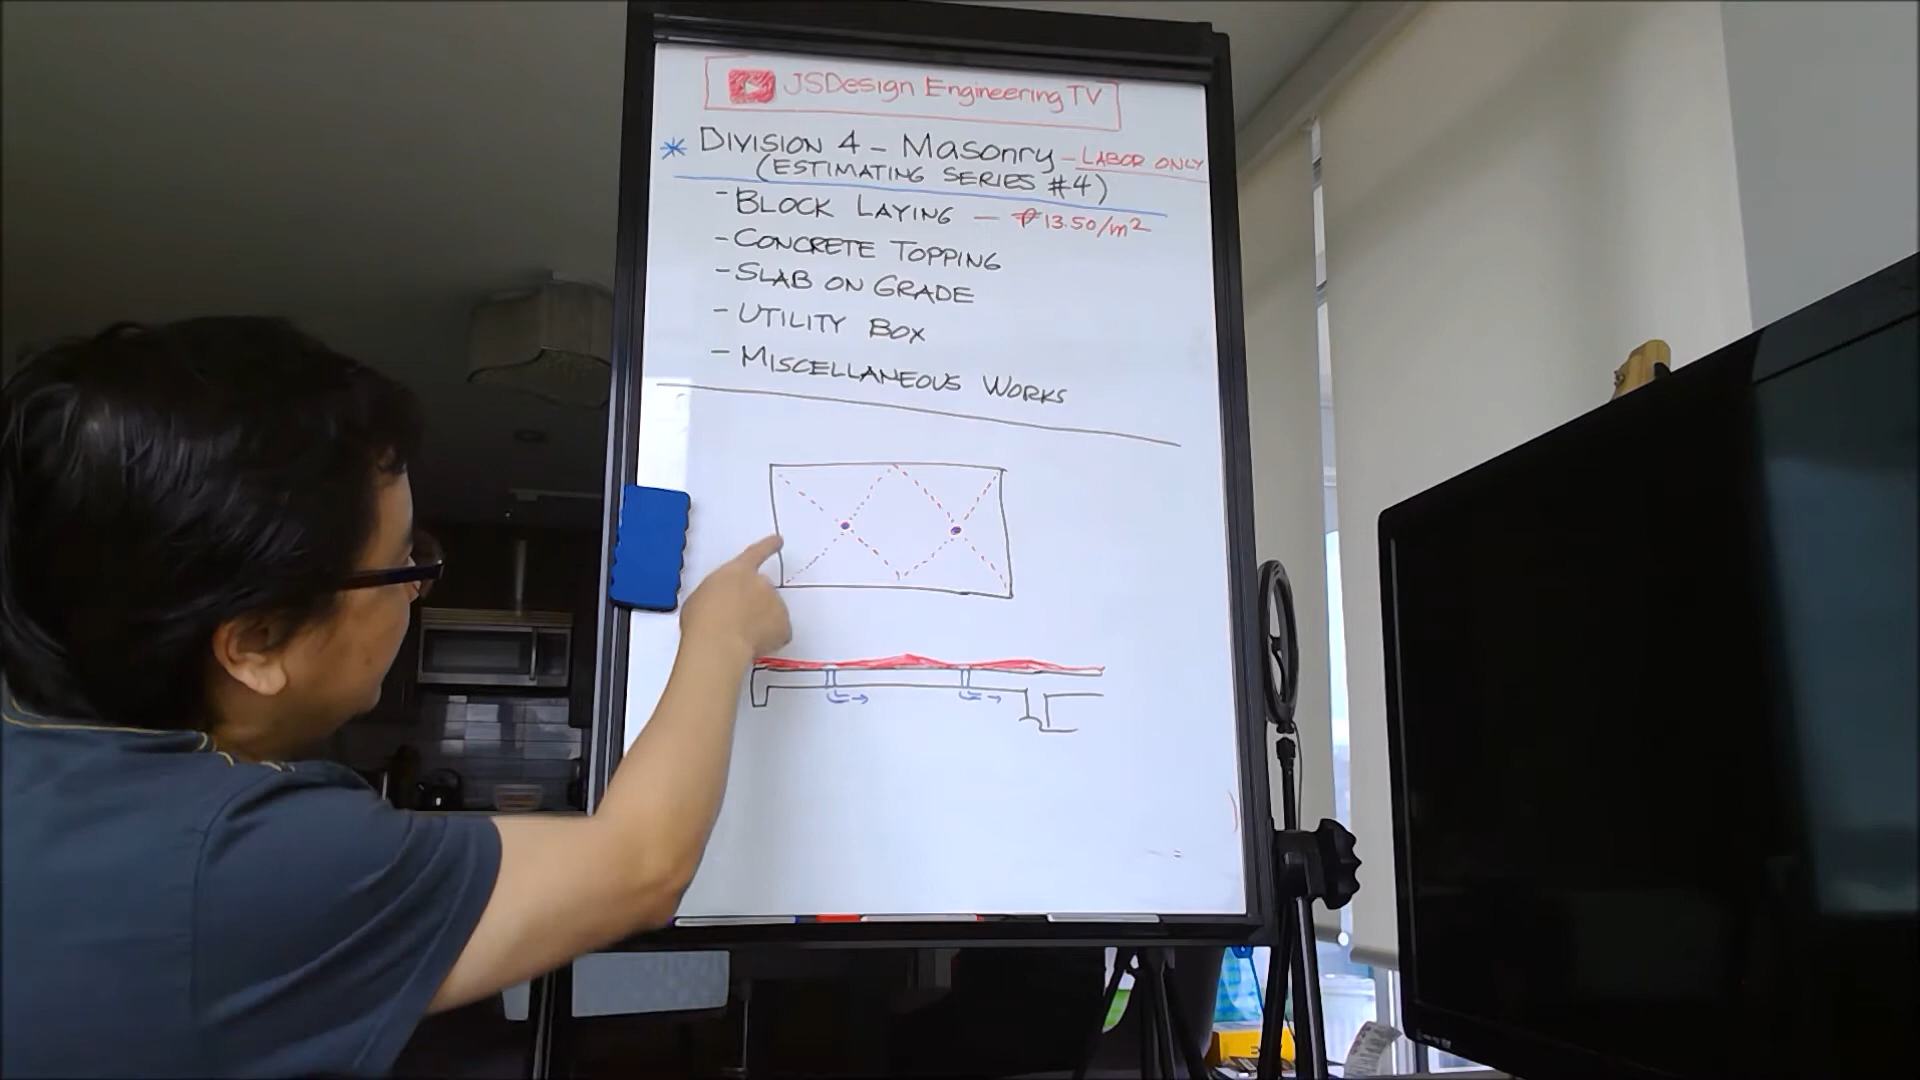 JSDesign Engineering TV
* DIVISION 4 - MASONRY - LABOR ONLY
(ESTIMATING SERIES #4)
- BLOCK LAYING - ₱13.50/m²
- CONCRETE TOPPING
- SLAB ON GRADE
- UTILITY BOX
- MISCELLANEOUS WORKS